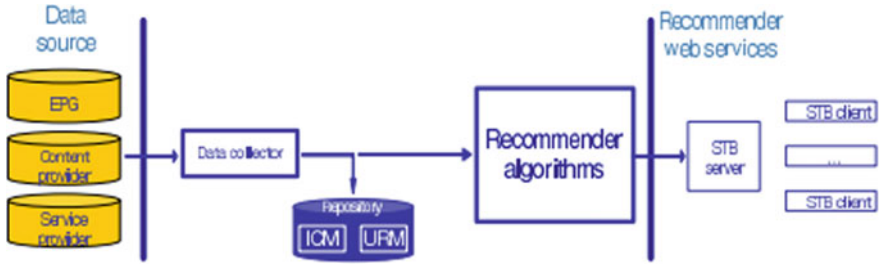 Data
source
EPG
Content
provider
Service
provider
Data collector
Repository
ICM
URM
Recommender
algorithms
Recommender
web services
STB
server
STB client
...
STB client